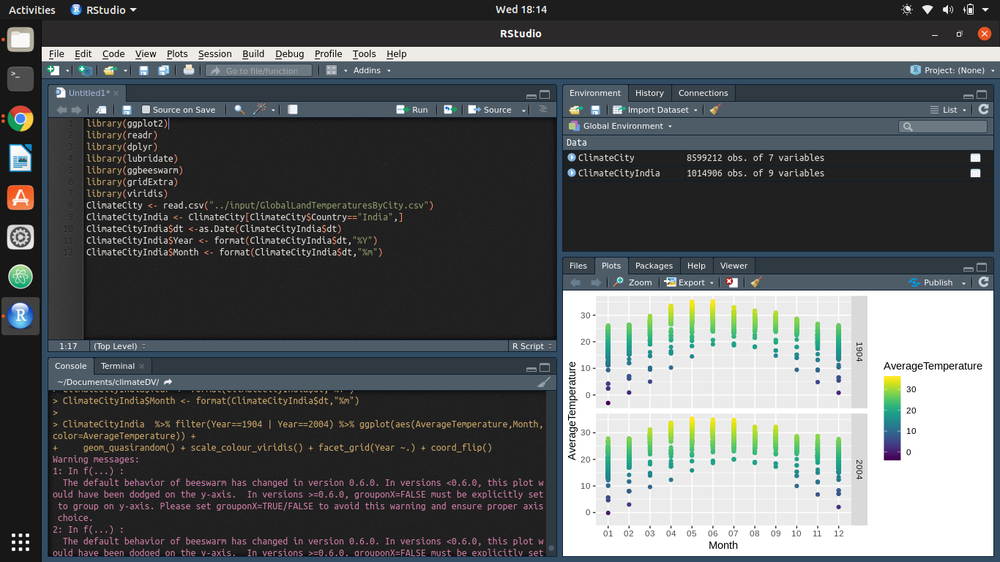 Activities
RStudio
Wed 18:14
RStudio
File Edit Code View Plots Session Build Debug Profile Tools Help
Go to file/function
Addins
Project: (None)
Untitled1*
Source on Save
Run
Source
1 library(ggplot2)
2 library(readr)
3 library(dplyr)
4 library(lubridate)
5 library(ggbeeswarm)
6 library(gridExtra)
7 library(viridis)
8 ClimateCity <- read.csv("../input/GlobalLandTemperaturesByCity.csv")
9 ClimateCityIndia <- ClimateCity[ClimateCity$Country=="India",]
10 ClimateCityIndia$dt <-as.Date(ClimateCityIndia$dt)
11 ClimateCityIndia$Year <- format(ClimateCityIndia$dt,"%Y")
12 ClimateCityIndia$Month <- format(ClimateCityIndia$dt,"%m")
1:17 (Top Level) R Script
Console Terminal
~/Documents/climateDV/
> ClimateCityIndia$Year <- format(ClimateCityIndia$dt,"%Y")
> ClimateCityIndia$Month <- format(ClimateCityIndia$dt,"%m")
>
> ClimateCityIndia  %>% filter(Year==1904 | Year==2004) %>% ggplot(aes(AverageTemperature,Month,
color=AverageTemperature)) +
+     geom_quasirandom() + scale_colour_viridis() + facet_grid(Year ~.) + coord_flip()
Warning messages:
1: In f(...) :
  The default behavior of beeswarm has changed in version 0.6.0. In versions <0.6.0, this plot w
ould have been dodged on the y-axis.  In versions >=0.6.0, grouponX=FALSE must be explicitly set
 to group on y-axis. Please set grouponX=TRUE/FALSE to avoid this warning and ensure proper axis
 choice.
2: In f(...) :
  The default behavior of beeswarm has changed in version 0.6.0. In versions <0.6.0, this plot w
ould have been dodged on the y-axis.  In versions >=0.6.0, grouponX=FALSE must be explicitly set
Environment History Connections
Import Dataset
List
Global Environment
Data
ClimateCity 8599212 obs. of 7 variables
ClimateCityIndia 1014906 obs. of 9 variables
Files Plots Packages Help Viewer
Zoom Export Publish
AverageTemperature
30
20
10
0
1904
30
20
10
0
2004
01 02 03 04 05 06 07 08 09 10 11 12
Month
AverageTemperature
30
20
10
0